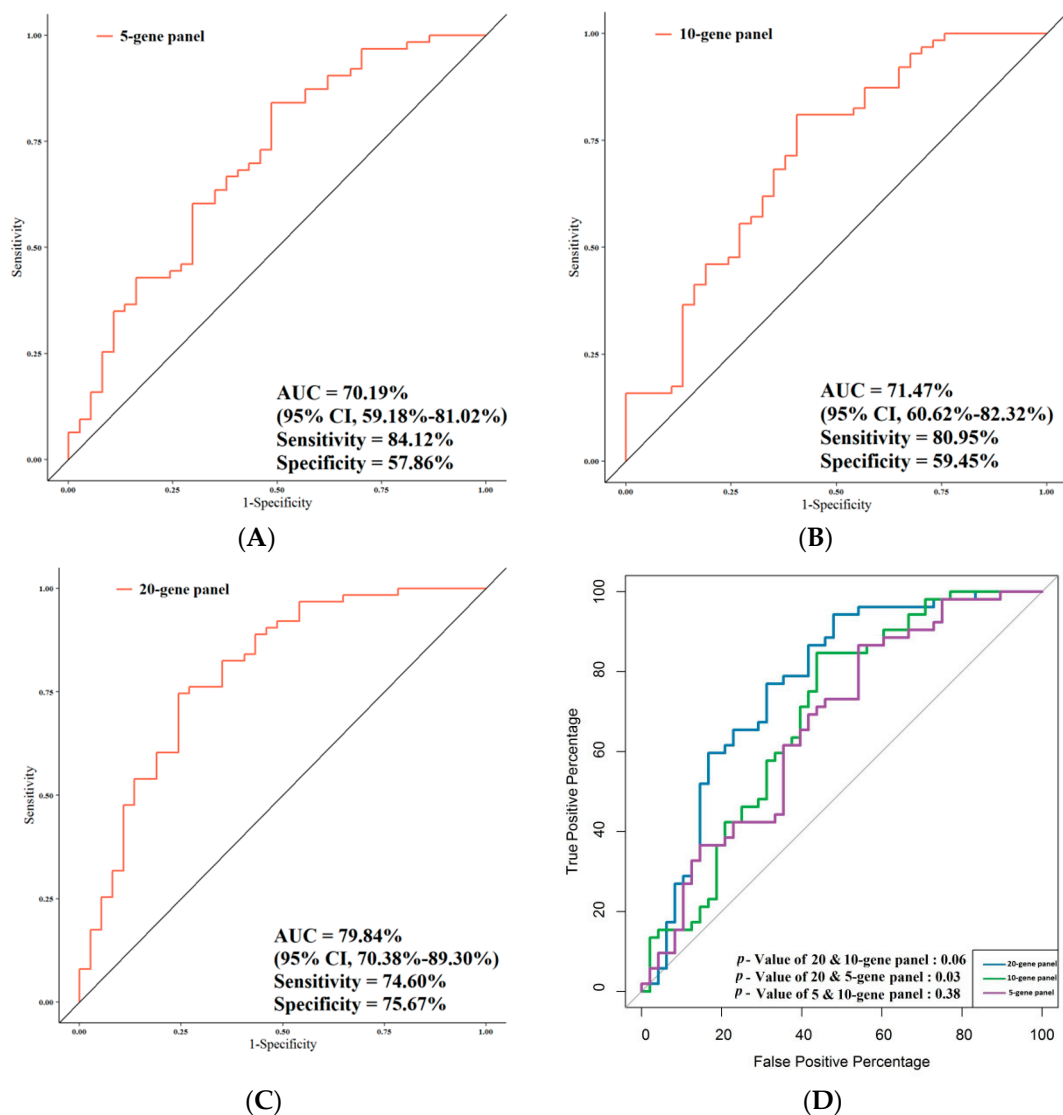 5-gene panel
1.00
0.75
0.50
0.25
0.00
Sensitivity
AUC = 70.19%
(95% CI, 59.18%-81.02%)
Sensitivity = 84.12%
Specificity = 57.86%
0.00 0.25 0.50 0.75 1.00
1-Specificity
(A)
10-gene panel
1.00
0.75
0.50
0.25
0.00
Sensitivity
AUC = 71.47%
(95% CI, 60.62%-82.32%)
Sensitivity = 80.95%
Specificity = 59.45%
0.00 0.25 0.50 0.75 1.00
1-Specificity
(B)
20-gene panel
1.00
0.75
0.50
0.25
0.00
Sensitivity
AUC = 79.84%
(95% CI, 70.38%-89.30%)
Sensitivity = 74.60%
Specificity = 75.67%
0.00 0.25 0.50 0.75 1.00
1-Specificity
(C)
100
80
60
40
20
0
True Positive Percentage
p- Value of 20 & 10-gene panel : 0.06
p - Value of 20 & 5-gene panel : 0.03
p - Value of 5 & 10-gene panel : 0.38
20-gene panel
10-gene panel
5-gene panel
0 20 40 60 80 100
False Positive Percentage
(D)